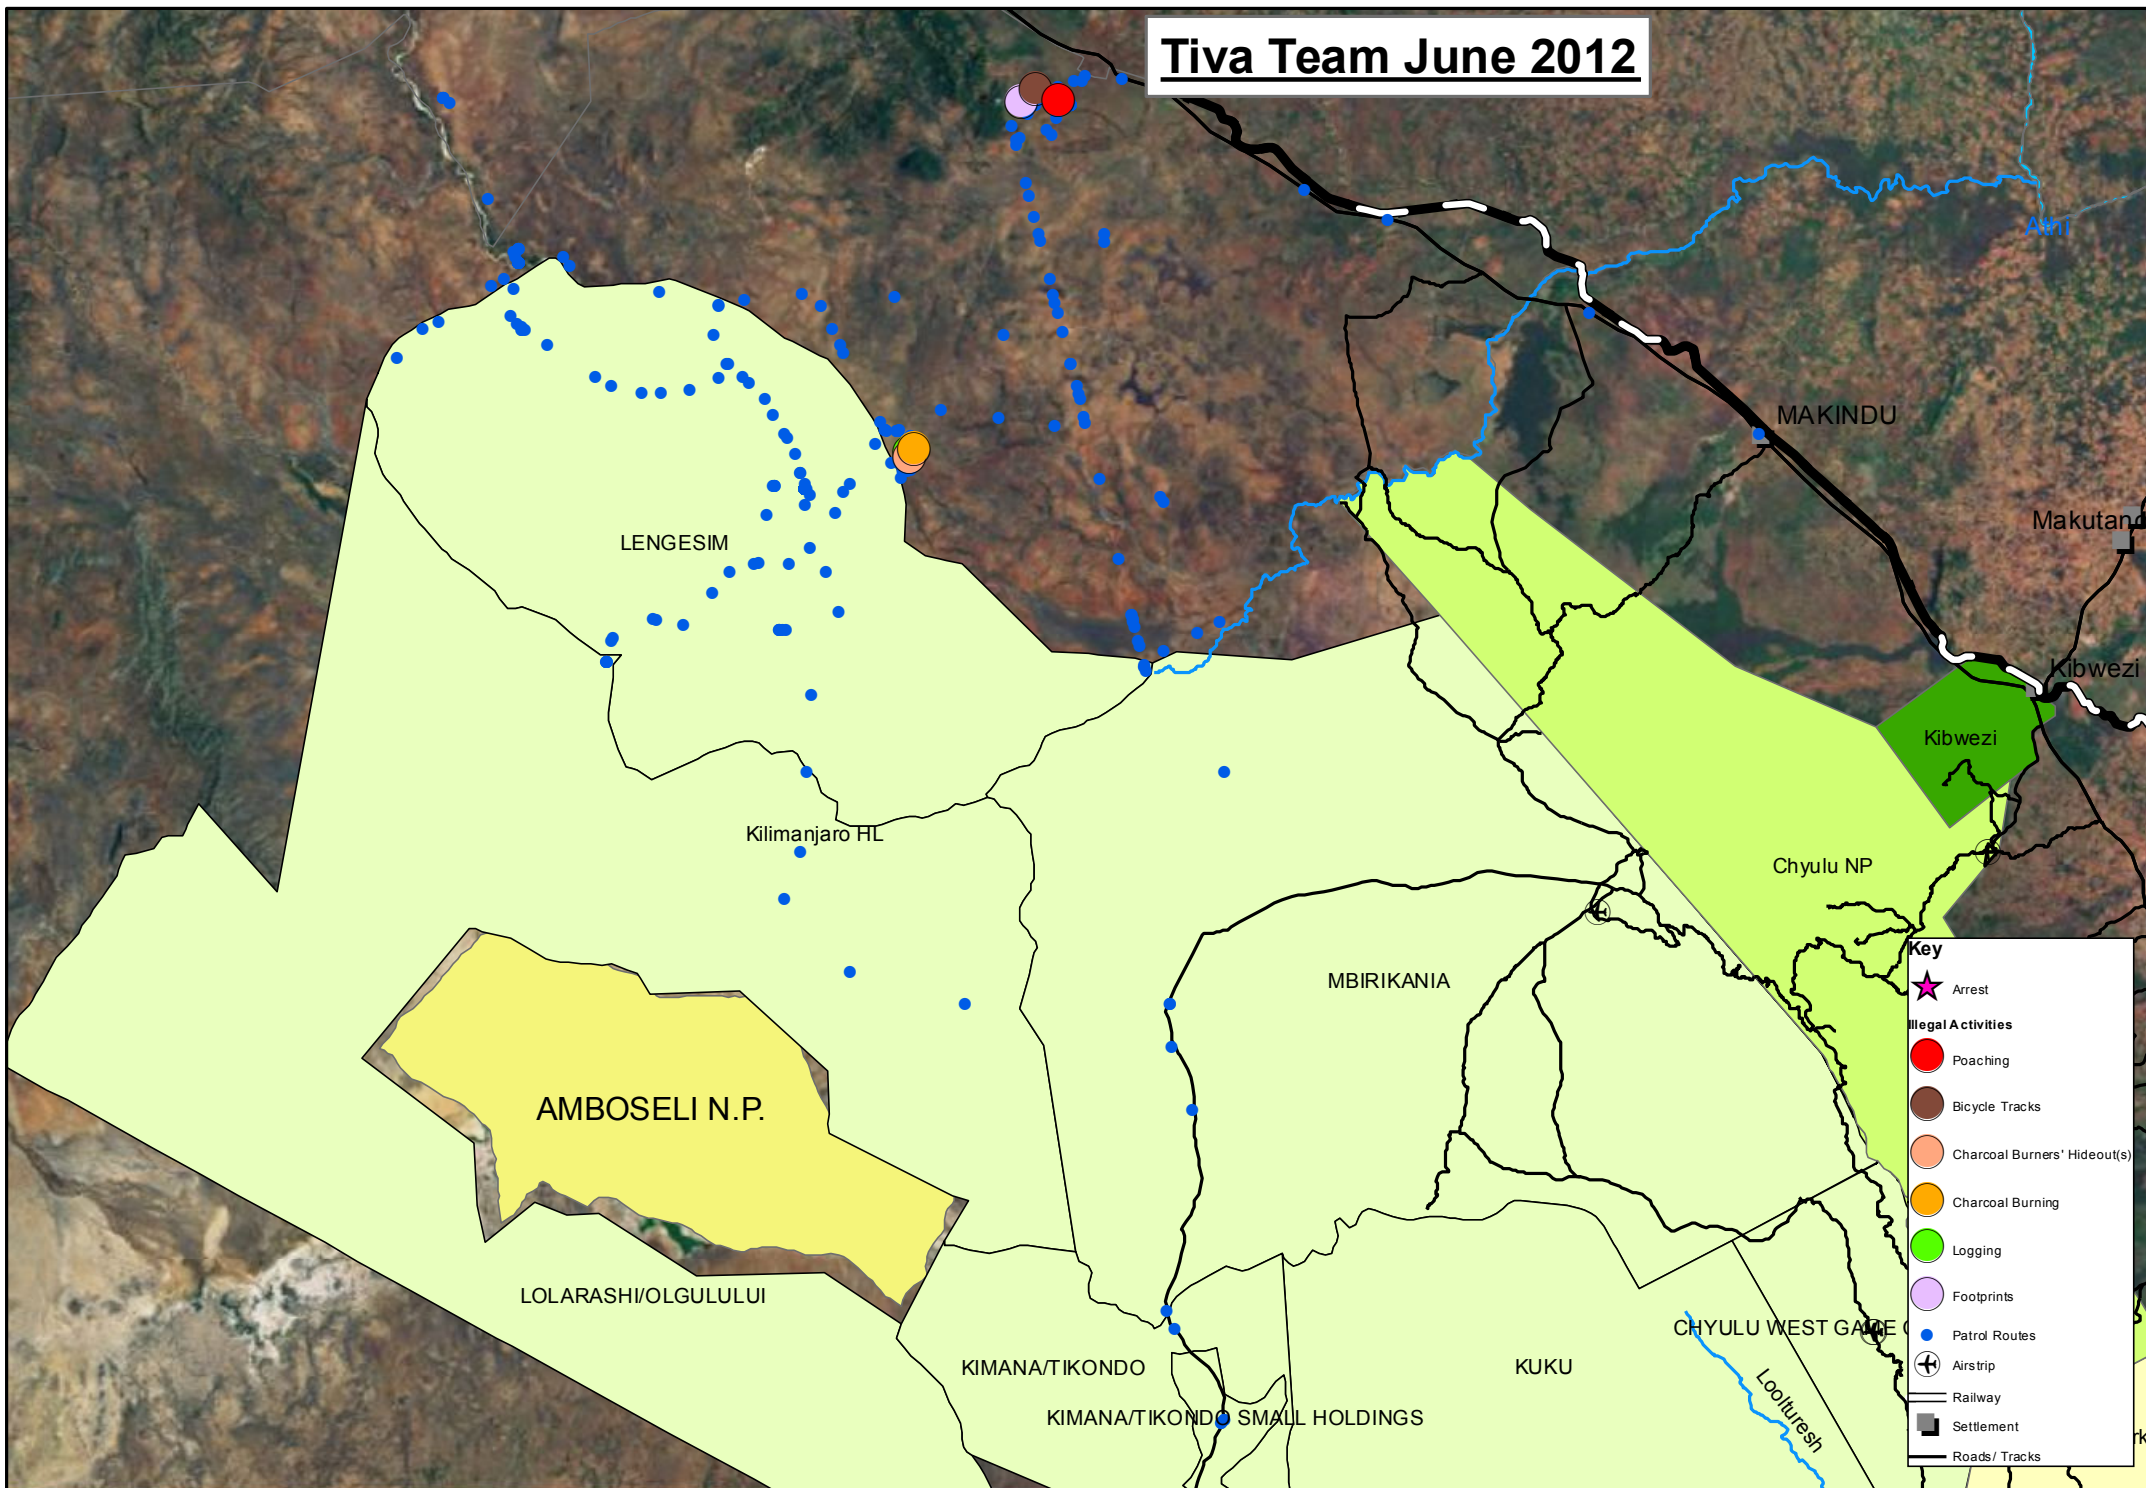 Tiva Team June 2012
Athi
MAKINDU
Makutano
LENGESIM
Kibwezi
Kibwezi
Kilimanjaro HL
Chyulu NP
MBIRIKANIA
AMBOSELI N.P.
LOLARASHI/OLGULULUI
CHYULU WEST GAME C
KIMANA/TIKONDO
KUKU
KIMANA/TIKONDO SMALL HOLDINGS
Looituresh
Key
Arrest
Illegal Activities
Poaching
Bicycle Tracks
Charcoal Burners' Hideout(s)
Charcoal Burning
Logging
Footprints
Patrol Routes
Airstrip
Railway
Settlement
Roads/ Tracks